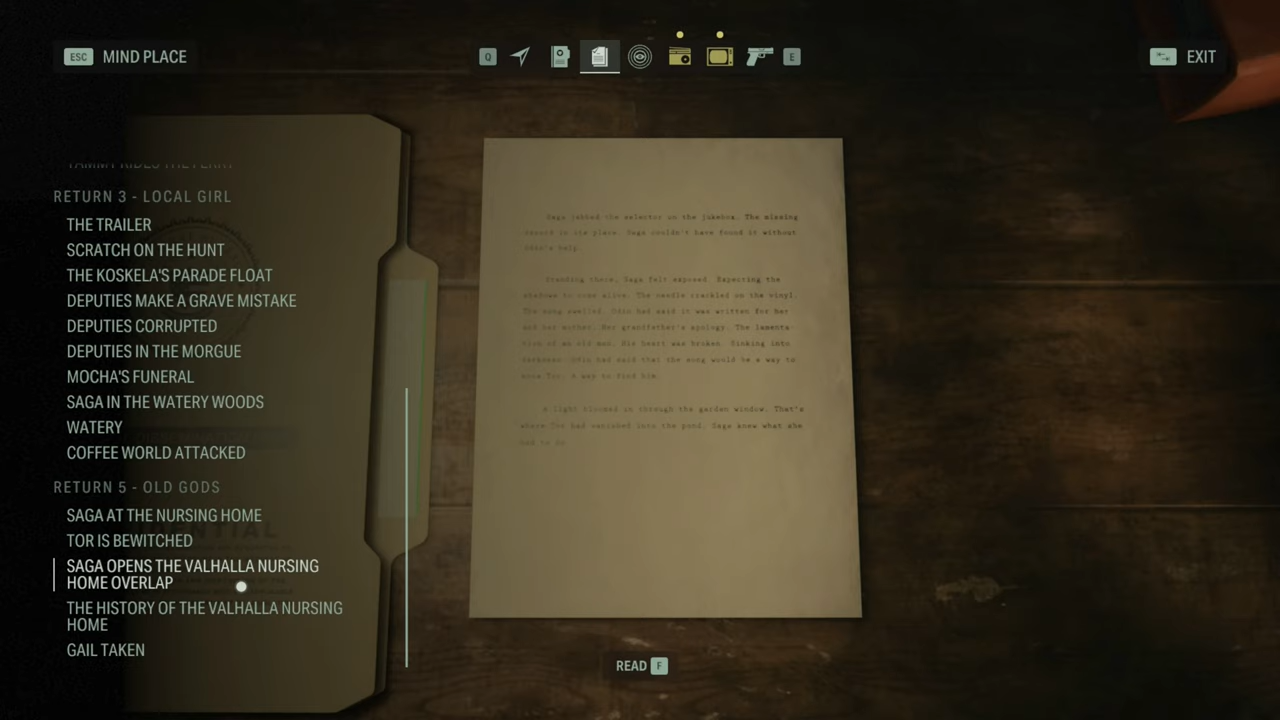 ESC MIND PLACE
Q
E
EXIT
TAMMY RIDES THE FERRY
RETURN 3 - LOCAL GIRL
THE TRAILER
SCRATCH ON THE HUNT
THE KOSKELA'S PARADE FLOAT
DEPUTIES MAKE A GRAVE MISTAKE
DEPUTIES CORRUPTED
DEPUTIES IN THE MORGUE
MOCHA'S FUNERAL
SAGA IN THE WATERY WOODS
WATERY
COFFEE WORLD ATTACKED
RETURN 5 - OLD GODS
SAGA AT THE NURSING HOME
TOR IS BEWITCHED
SAGA OPENS THE VALHALLA NURSING
HOME OVERLAP
THE HISTORY OF THE VALHALLA NURSING
HOME
GAIL TAKEN
Saga jabbed the selector on the jukebox. The missing
record in its place. Saga couldn't have found it without
Odin's help.
Standing there, Saga felt exposed. Expecting the
shadows to come alive. The needle crackled on the vinyl.
The song swelled. Odin had said it was written for her
and her mother. Her grandfather's apology. The lamenta-
tion of an old man. His heart was broken. Sinking into
darkness. Odin had said that the song would be a way to
save Tor. A way to find him.
A light bloomed in through the garden window. That's
where Tor had vanished into the pond. Saga knew what she
had to do
READ F